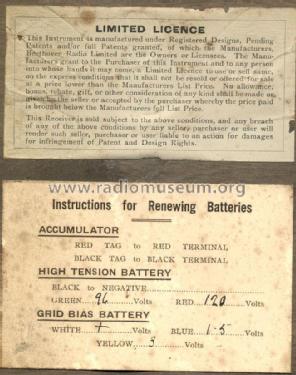 LIMITED LICENCE
This Instrument is manufactured under Registered Designs, Pending
Patents and/or full Patents granted, of which the Manufacturers,
Radio Limited are the Owners or Licensees. The Manu-
facturers grant to the Purchaser of this Instrument and to any person
into whose hands it may come, a Limited Licence to use or sell same,
on the express conditions that it shall not be resold or offered for sale
at a price lower than the Manufacturers List Price. No allowance,
bonus, rebate, gift, or other consideration of any kind shall be made or
given by the seller or accepted by the purchaser whereby the price paid
is brought below the Manufacturers full List Price.
This Receiver is sold subject to the above conditions, and any breach
of any of the above conditions by any seller, purchaser or user will
render such seller, purchaser or user liable to an action for damages
for infringement of Patent and Design Rights.
www.radiomuseum.org
Instructions for Renewing Batteries
ACCUMULATOR
RED TAG to RED TERMINAL
BLACK TAG to BLACK TERMINAL
HIGH TENSION BATTERY
BLACK to NEGATIVE
GREEN 96 Volts RED 120 Volts
GRID BIAS BATTERY
WHITE + Volts BLUE 1-5 Volts
YELLOW 3 Volts